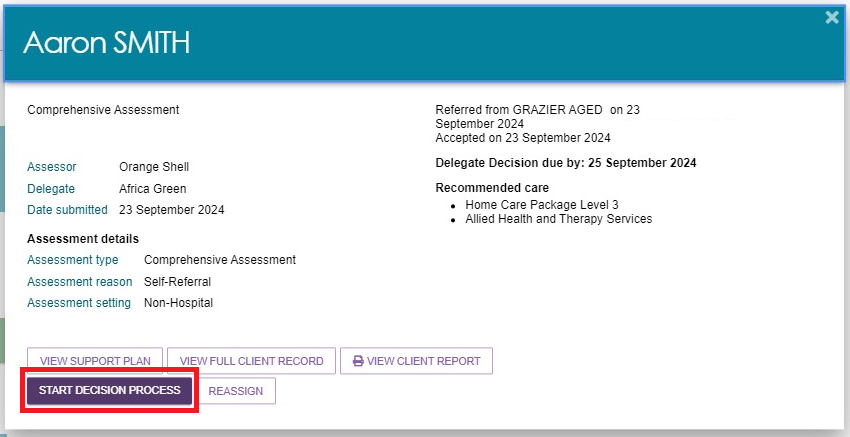 Aaron SMITH
Comprehensive Assessment
Referred from GRAZIER AGED on 23
September 2024
Accepted on 23 September 2024
Assessor Orange Shell
Delegate Africa Green
Date submitted 23 September 2024
Delegate Decision due by: 25 September 2024
Recommended care
• Home Care Package Level 3
• Allied Health and Therapy Services
Assessment details
Assessment type Comprehensive Assessment
Assessment reason Self-Referral
Assessment setting Non-Hospital
VIEW SUPPORT PLAN VIEW FULL CLIENT RECORD VIEW CLIENT REPORT
START DECISION PROCESS REASSIGN